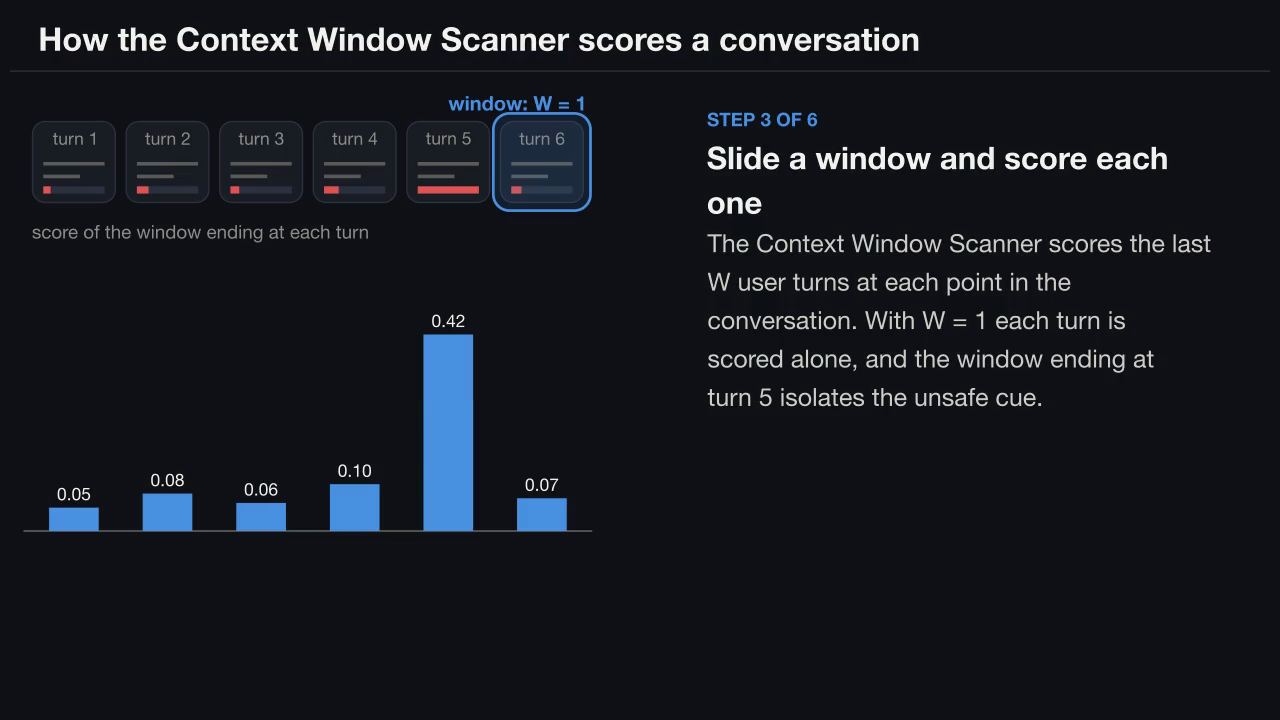 How the Context Window Scanner scores a conversation
window: W = 1
turn 1
turn 2
turn 3
turn 4
turn 5
turn 6
score of the window ending at each turn
0.05
0.08
0.06
0.10
0.42
0.07
STEP 3 OF 6
Slide a window and score each
one
The Context Window Scanner scores the last
W user turns at each point in the
conversation. With W = 1 each turn is
scored alone, and the window ending at
turn 5 isolates the unsafe cue.